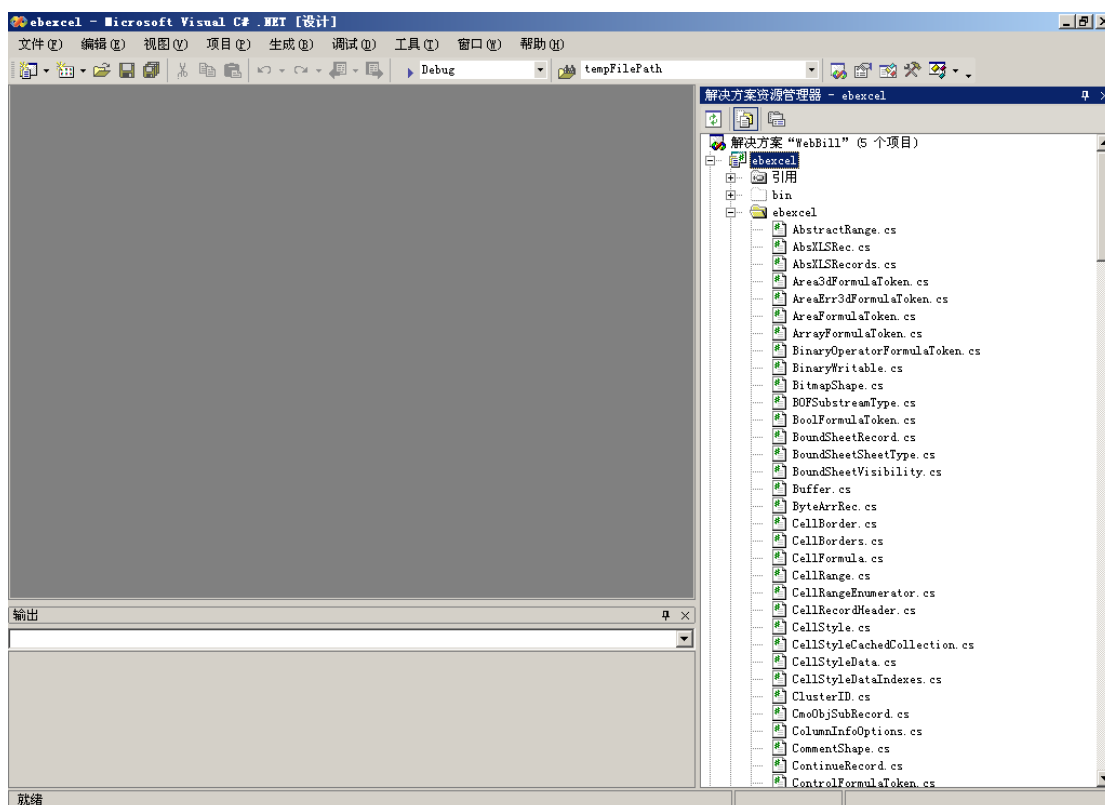 ebexcel - Microsoft Visual C# .NET [设计]
文件(F) 编辑(E) 视图(V) 项目(P) 生成(B) 调试(D) 工具(T) 窗口(W) 帮助(H)
Debug tempFilePath
解决方案资源管理器 - ebexcel
解决方案“WebBill”(5 个项目)
ebexcel
引用
bin
ebexcel
AbstractRange.cs
AbsXLSRec.cs
AbsXLSRecords.cs
Area3dFormulaToken.cs
AreaErr3dFormulaToken.cs
AreaFormulaToken.cs
ArrayFormulaToken.cs
BinaryOperatorFormulaToken.cs
BinaryWritable.cs
BitmapShape.cs
BOFSubstreamType.cs
BoolFormulaToken.cs
BoundSheetRecord.cs
BoundSheetSheetType.cs
BoundSheetVisibility.cs
Buffer.cs
ByteArrRec.cs
CellBorder.cs
CellBorders.cs
CellFormula.cs
CellRange.cs
CellRangeEnumerator.cs
CellRecordHeader.cs
CellStyle.cs
CellStyleCachedCollection.cs
CellStyleData.cs
CellStyleDataIndexes.cs
ClusterID.cs
CmoObjSubRecord.cs
ColumnInfoOptions.cs
CommentShape.cs
ContinueRecord.cs
ControlFormulaToken.cs
输出
就绪